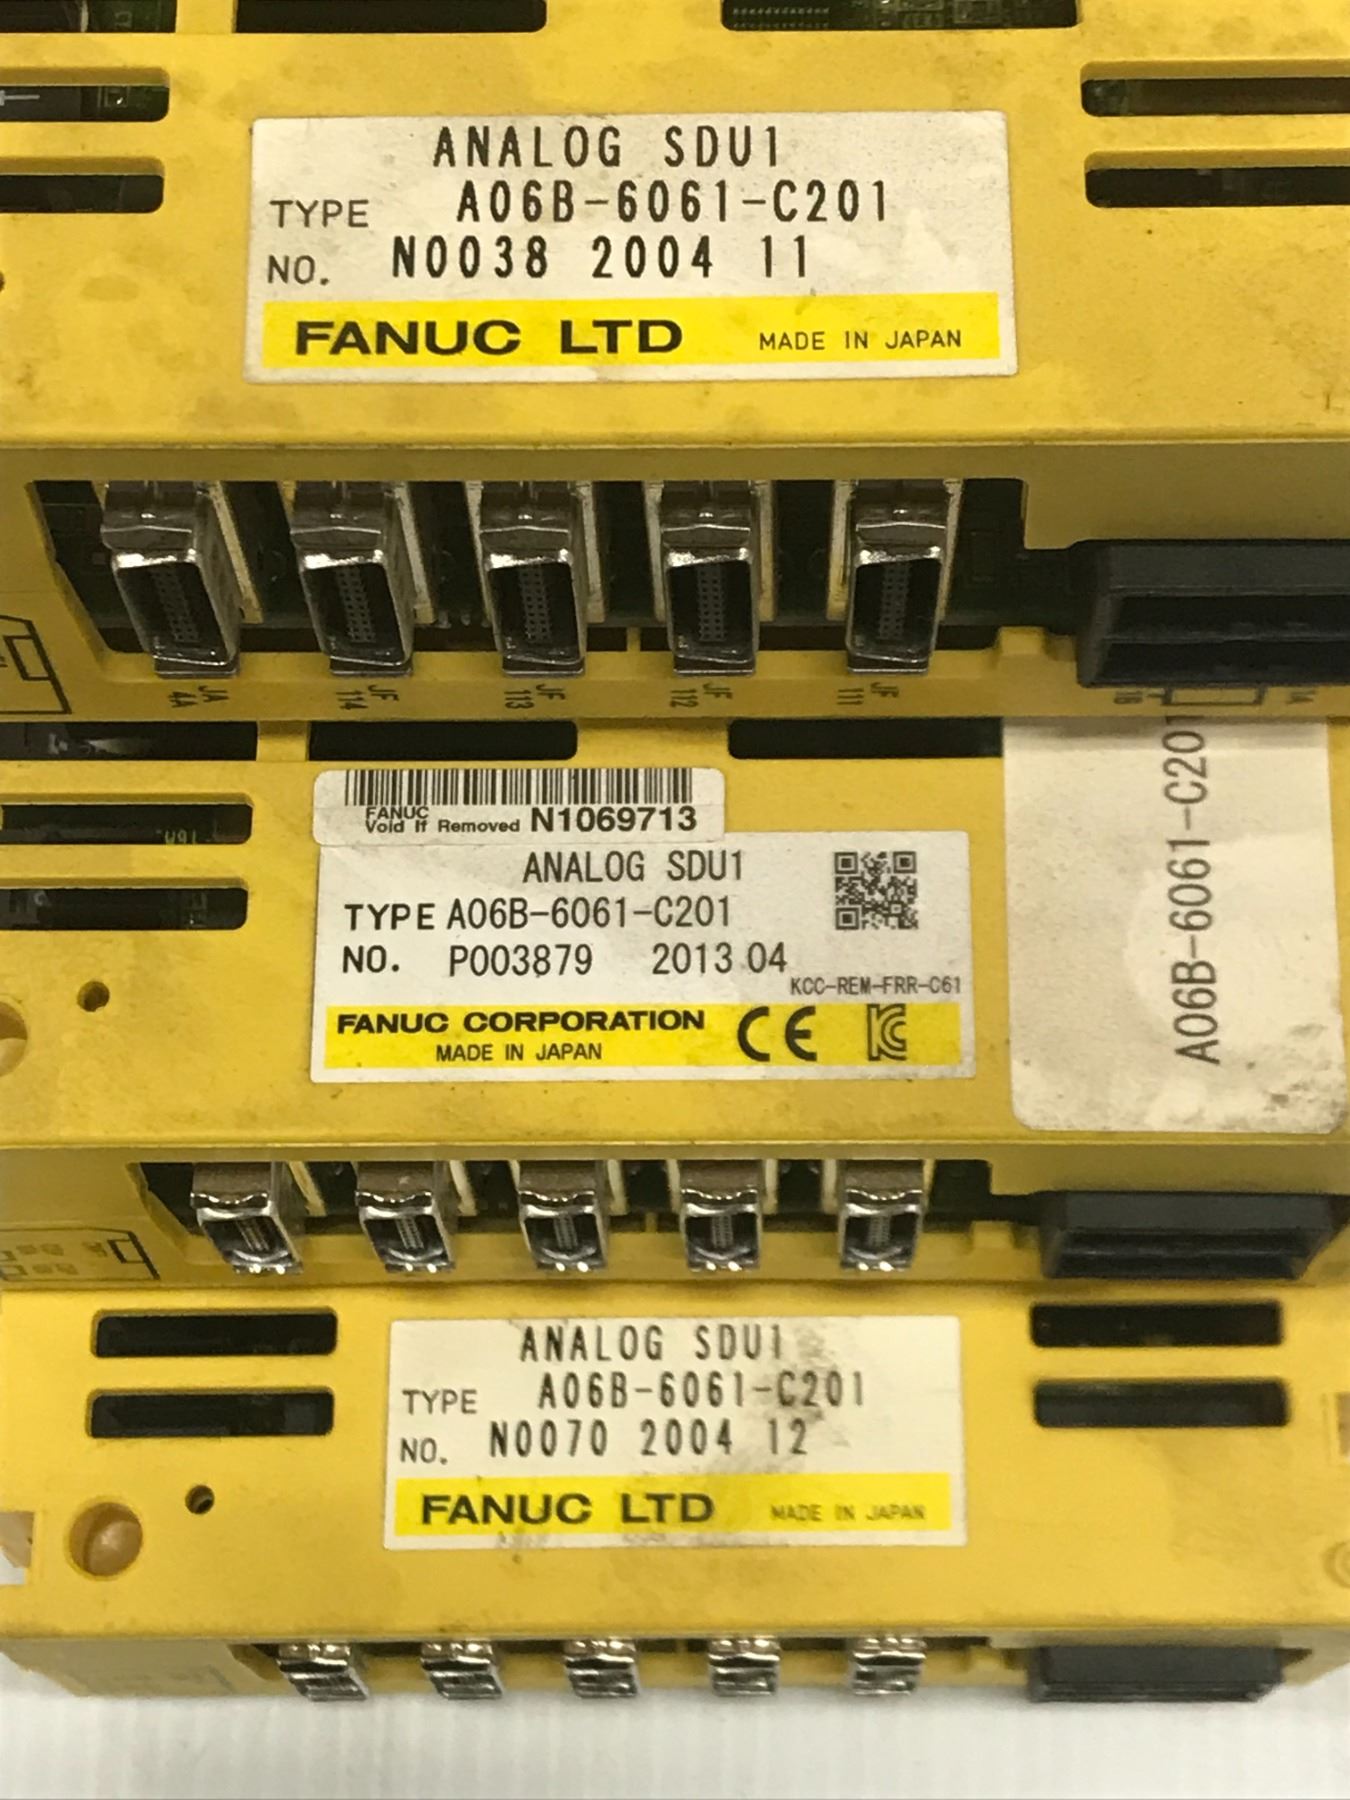 ANALOG SDU1
TYPE A06B-6061-C201
NO. N0038 2004 11
FANUC LTD MADE IN JAPAN
JA 4A
JF 114
JF 113
JF 112
JF 111
1A
1B
FANUC
Void If Removed N1069713
ANALOG SDU1
TYPE A06B-6061-C201
NO. P003879 2013.04
KCC-REM-FRR-C61
FANUC CORPORATION CE
MADE IN JAPAN
A06B-6061-C201
ANALOG SDU1
TYPE A06B-6061-C201
NO. N0070 2004 12
FANUC LTD MADE IN JAPAN